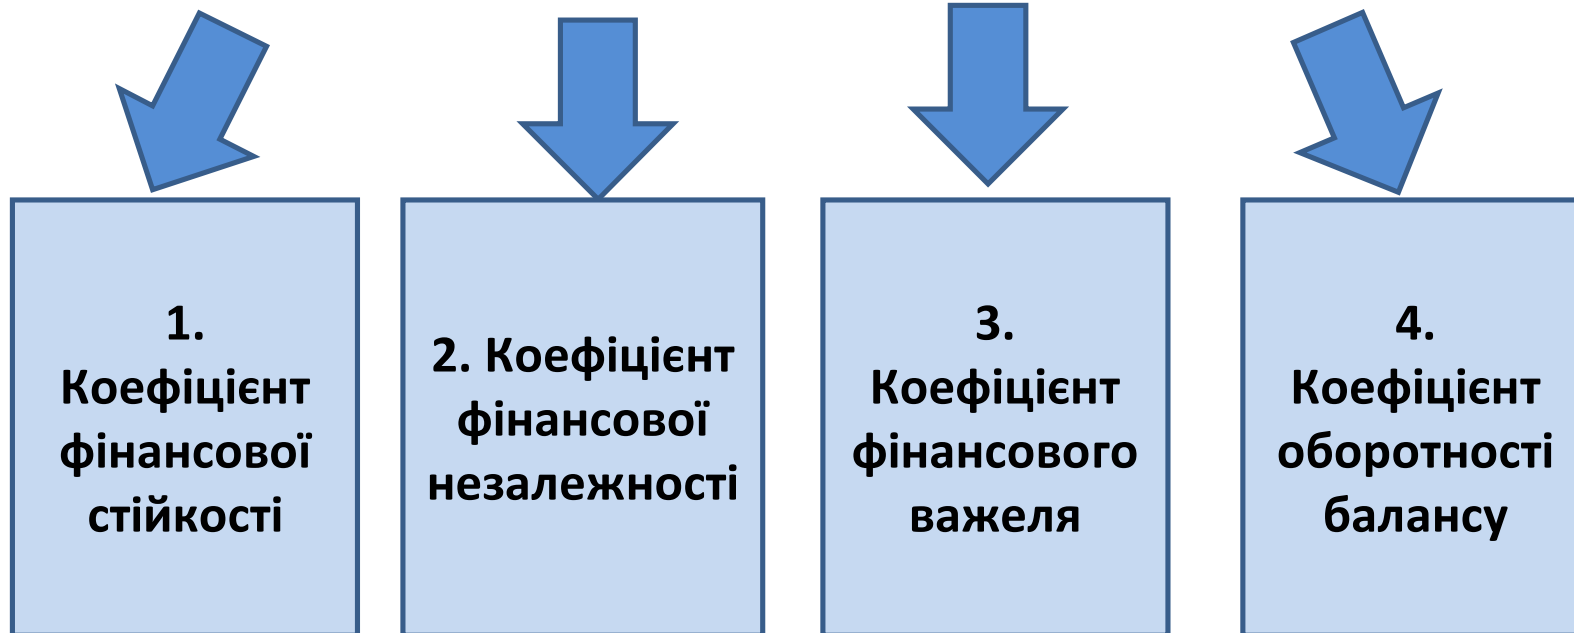 1.
Коефіцієнт
фінансової
стійкості
2. Коефіцієнт
фінансової
незалежності
3.
Коефіцієнт
фінансового
важеля
4.
Коефіцієнт
оборотності
балансу